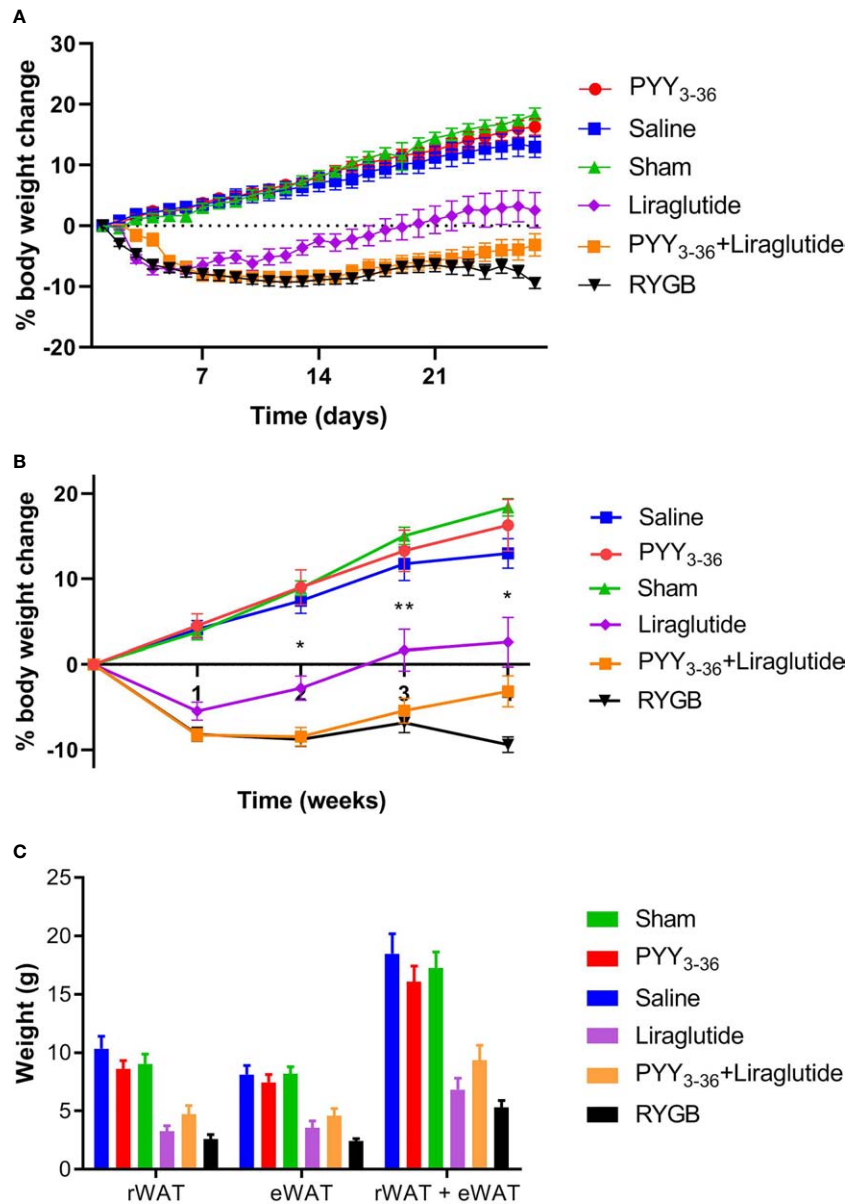 A
30
20
10
0
-10
-20
% body weight change
7
14
21
Time (days)
PYY3-36
Saline
Sham
Liraglutide
PYY3-36+Liraglutide
RYGB
B
20
10
0
-10
% body weight change
*
**
*
1
2
3
Time (weeks)
Saline
PYY3-36
Sham
Liraglutide
PYY3-36+Liraglutide
RYGB
C
25
20
15
10
5
0
Weight (g)
rWAT
eWAT
rWAT + eWAT
Sham
PYY3-36
Saline
Liraglutide
PYY3-36+Liraglutide
RYGB